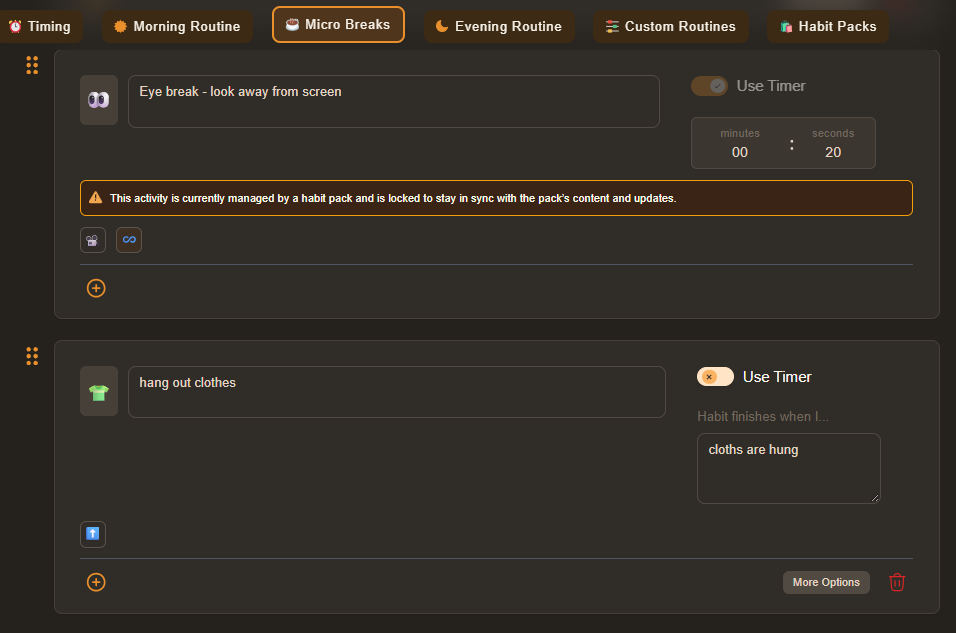 Timing
Morning Routine
Micro Breaks
Evening Routine
Custom Routines
Habit Packs
Eye break - look away from screen
Use Timer
minutes
seconds
00
:
20
This activity is currently managed by a habit pack and is locked to stay in sync with the pack's content and updates.
hang out clothes
Use Timer
Habit finishes when I...
cloths are hung
More Options